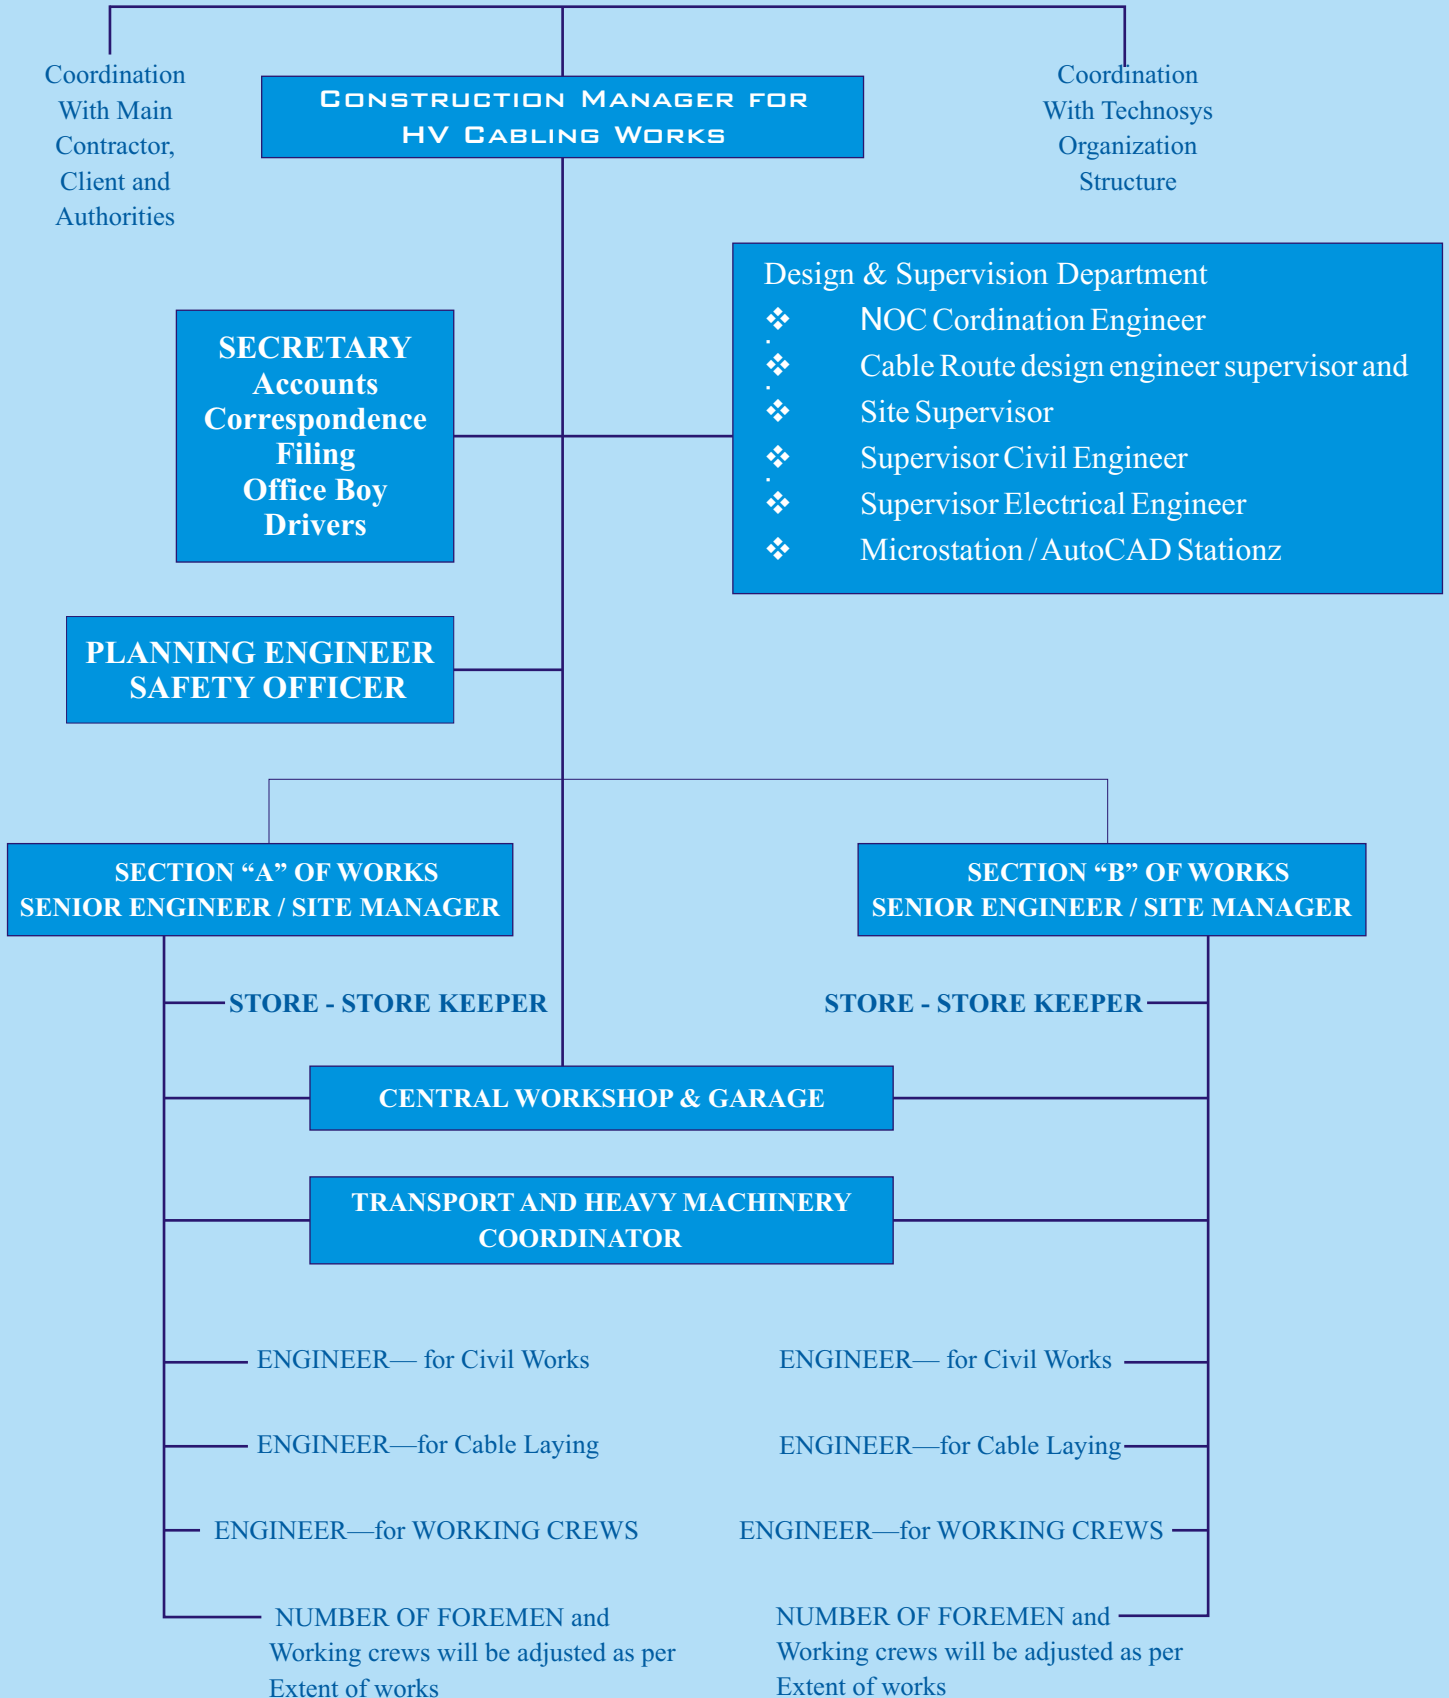 Coordination
With Main
Contractor,
Client and
Authorities
CONSTRUCTION MANAGER FOR
HV CABLING WORKS
Coordination
With Technosys
Organization
Structure
SECRETARY
Accounts
Correspondence
Filing
Office Boy
Drivers
Design & Supervision Department
❖ NOC Cordination Engineer
❖ Cable Route design engineer supervisor and
❖ Site Supervisor
❖ Supervisor Civil Engineer
❖ Supervisor Electrical Engineer
❖ Microstation / AutoCAD Stationz
PLANNING ENGINEER
SAFETY OFFICER
SECTION “A” OF WORKS
SENIOR ENGINEER / SITE MANAGER
SECTION “B” OF WORKS
SENIOR ENGINEER / SITE MANAGER
STORE - STORE KEEPER
STORE - STORE KEEPER
CENTRAL WORKSHOP & GARAGE
TRANSPORT AND HEAVY MACHINERY
COORDINATOR
ENGINEER— for Civil Works
ENGINEER— for Civil Works
ENGINEER—for Cable Laying
ENGINEER—for Cable Laying
ENGINEER—for WORKING CREWS
ENGINEER—for WORKING CREWS
NUMBER OF FOREMEN and
Working crews will be adjusted as per
Extent of works
NUMBER OF FOREMEN and
Working crews will be adjusted as per
Extent of works